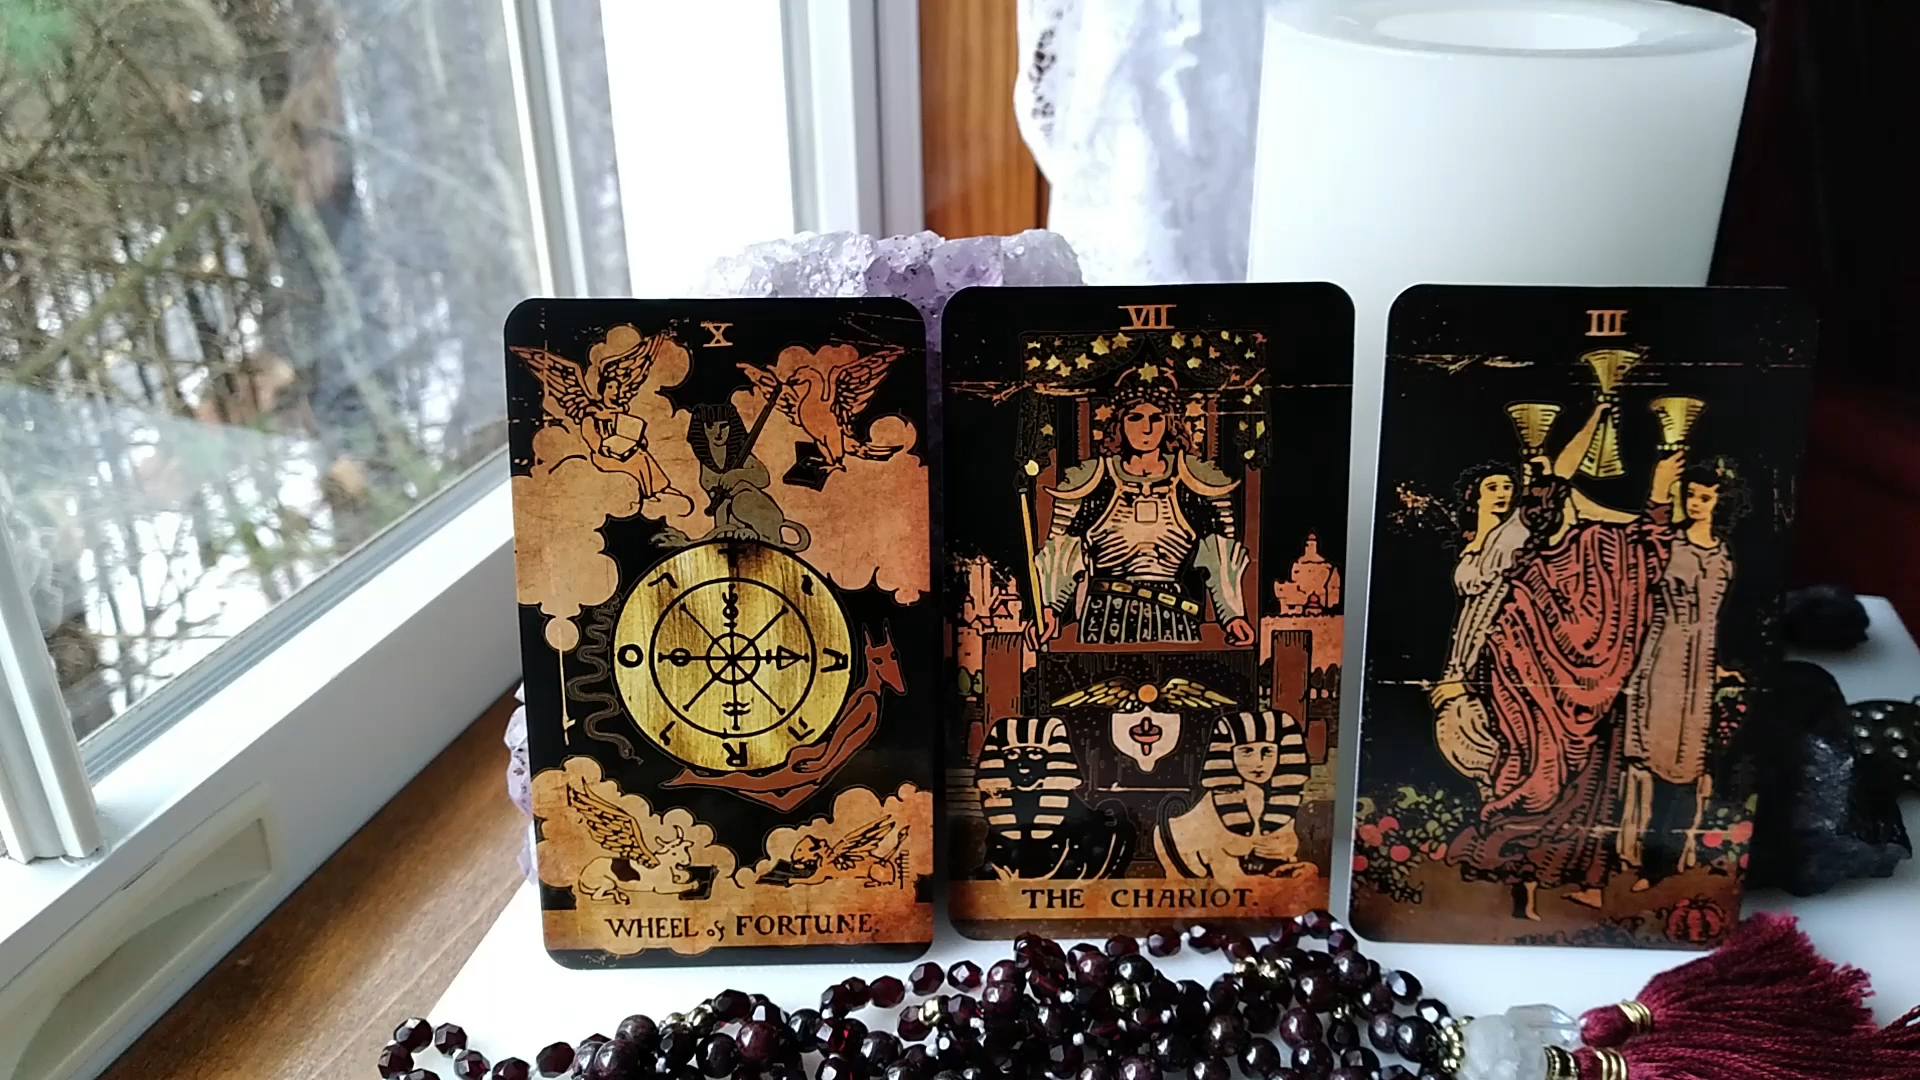 X
WHEEL of FORTUNE.
VII
THE CHARIOT.
III